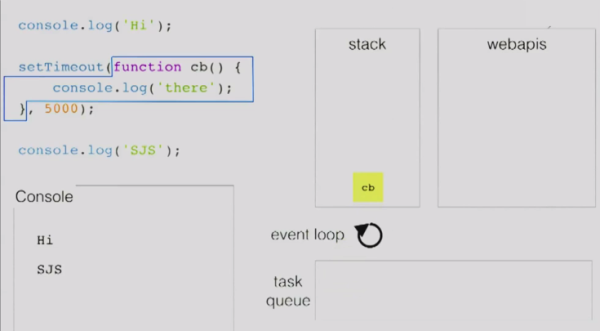 console.log('Hi');
setTimeout(function cb() {
    console.log('there');
}, 5000);
console.log('SJS');
Console
Hi
SJS
stack
cb
webapis
event loop
task
queue